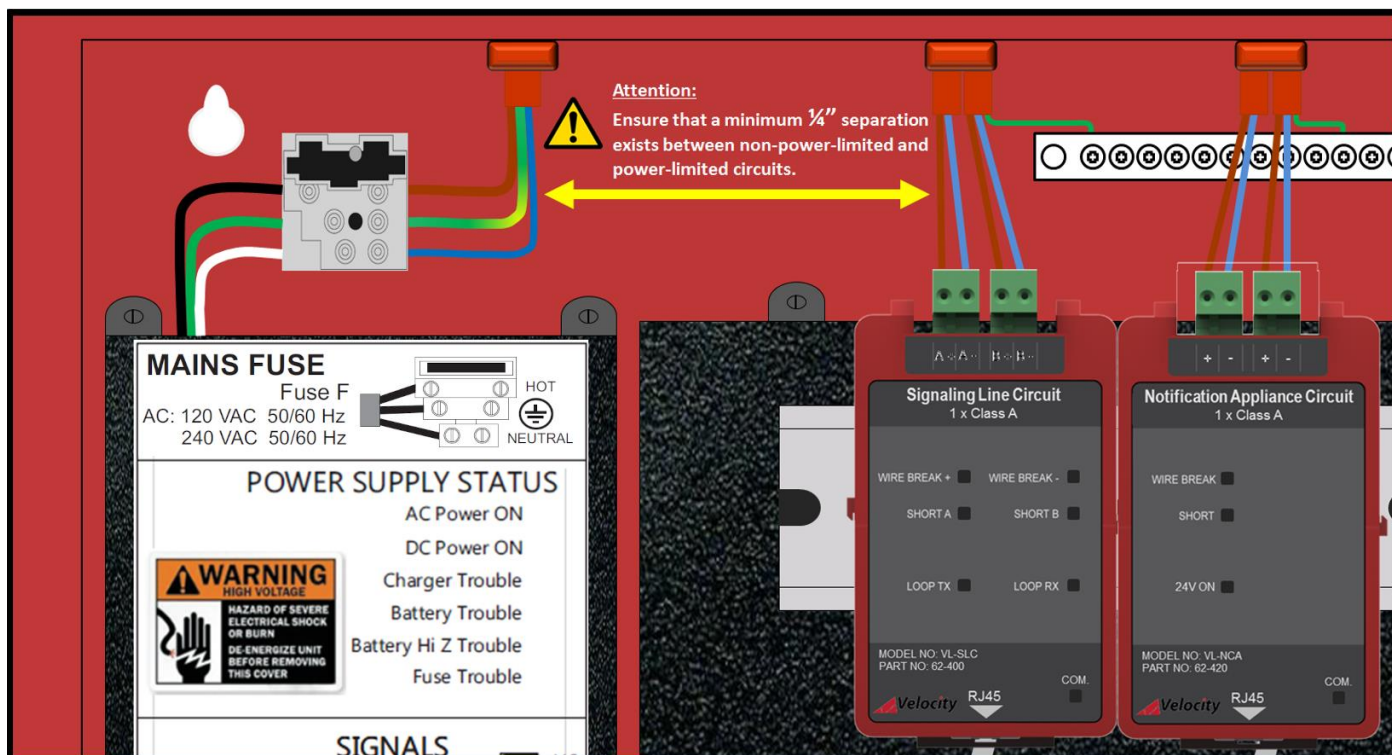 Attention:
Ensure that a minimum ¼” separation
exists between non-power-limited and
power-limited circuits.
MAINS FUSE
Fuse F
AC: 120 VAC 50/60 Hz
240 VAC 50/60 Hz
HOT
NEUTRAL
POWER SUPPLY STATUS
AC Power ON
DC Power ON
Charger Trouble
Battery Trouble
Battery Hi Z Trouble
Fuse Trouble
WARNING
HIGH VOLTAGE
HAZARD OF SEVERE
ELECTRICAL SHOCK
OR BURN
DE-ENERGIZE UNIT
BEFORE REMOVING
THIS COVER
SIGNALS
A+ A- B+ B-
Signaling Line Circuit
1 x Class A
WIRE BREAK + WIRE BREAK -
SHORT A SHORT B
LOOP TX LOOP RX
MODEL NO: VL-SLC
PART NO: 62-400
COM.
Velocity RJ45
+ - + -
Notification Appliance Circuit
1 x Class A
WIRE BREAK
SHORT
24V ON
MODEL NO: VL-NCA
PART NO: 62-420
COM.
Velocity RJ45